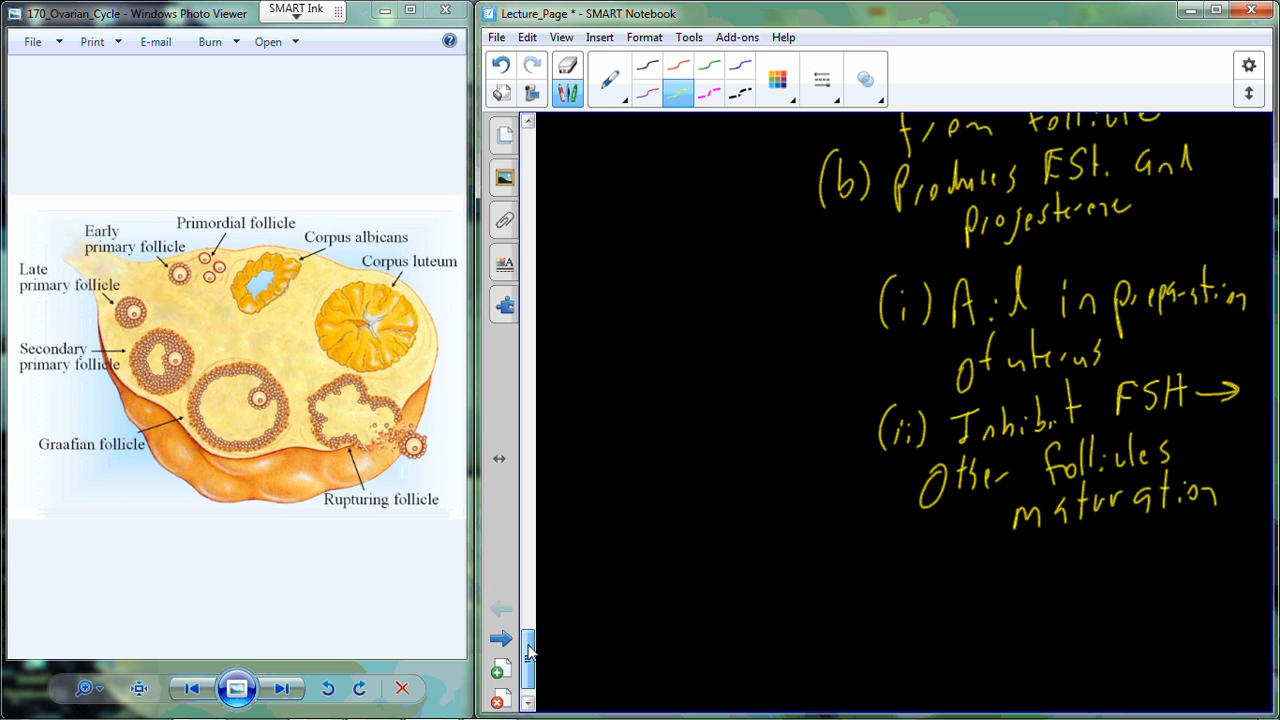 170_Ovarian_Cycle - Windows Photo Viewer
SMART Ink
File Print E-mail Burn Open
Primordial follicle
Early
primary follicle
Corpus albicans
Corpus luteum
Late
primary follicle
Secondary
primary follicle
Graafian follicle
Rupturing follicle
Lecture_Page * - SMART Notebook
File Edit View Insert Format Tools Add-ons Help
from follicle
(b) Produces Est. and
progesterone
(i) Aid in preparation
of uterus
(ii) Inhibit FSH →
Other follicles
maturation